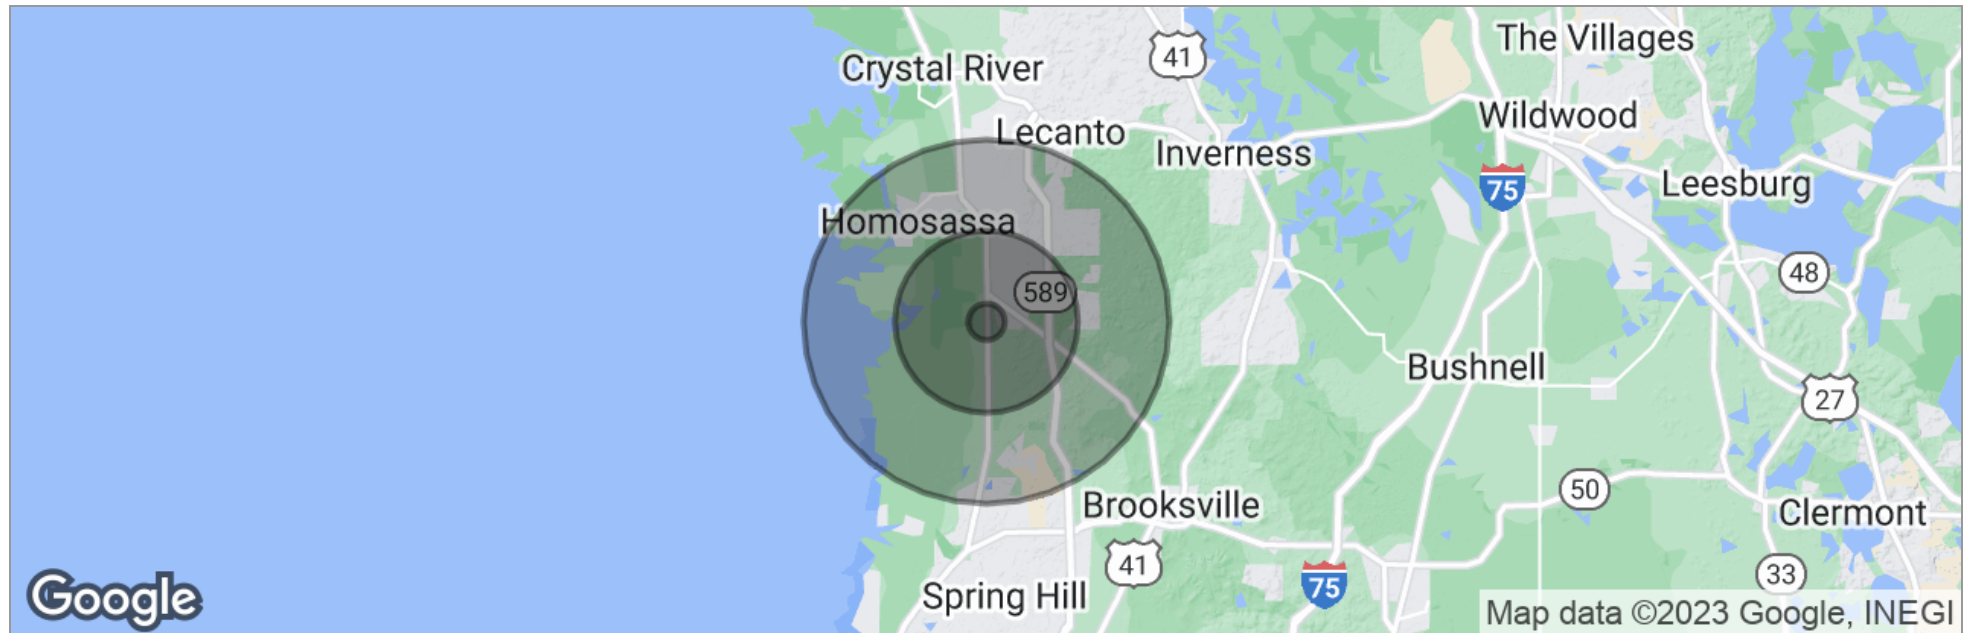 The Villages
41
Crystal River
Wildwood
Lecanto
Inverness
75
Leesburg
Homosassa
48
589
Bushnell
27
50
Brooksville
Clermont
41
33
75
Spring Hill
Google
Map data ©2023 Google, INEGI